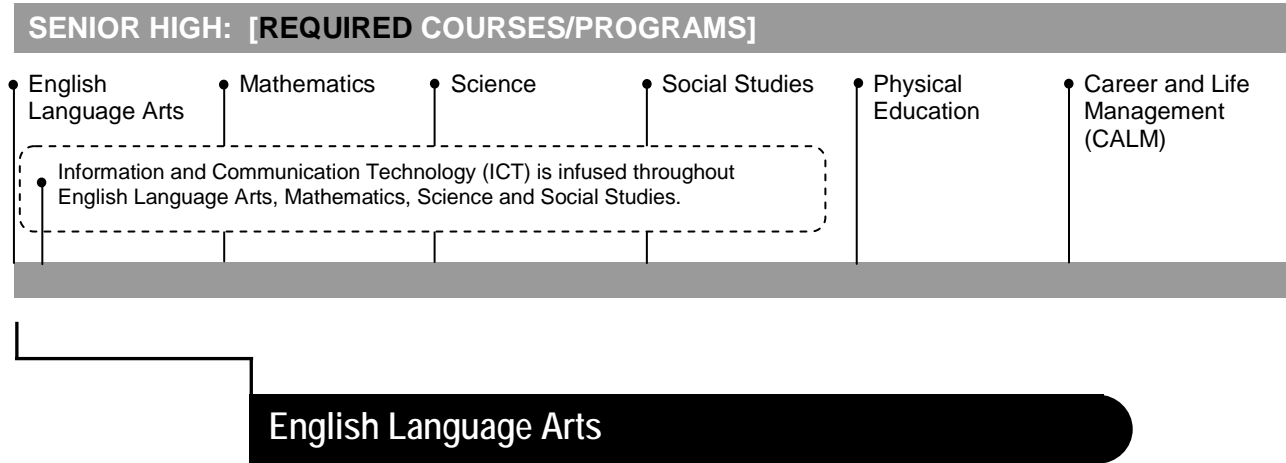 SENIOR HIGH: [REQUIRED COURSES/PROGRAMS]
English
Language Arts
Mathematics
Science
Social Studies
Physical
Education
Career and Life
Management
(CALM)
Information and Communication Technology (ICT) is infused throughout
English Language Arts, Mathematics, Science and Social Studies.
English Language Arts